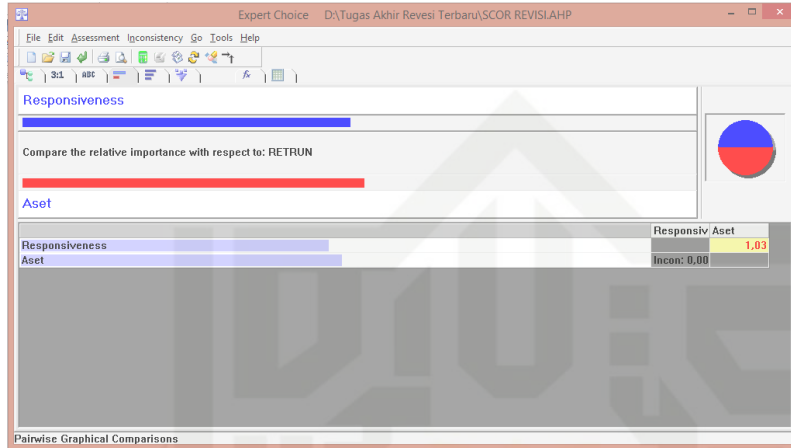 Expert Choice D:\Tugas Akhir Revesi Terbaru\SCOR REVISI.AHP
File Edit Assessment Inconsistency Go Tools Help
3:1 ABC
Responsiveness
Compare the relative importance with respect to: RETRUN
Aset
Responsiv Aset
Responsiveness 1,03
Aset Incon: 0,00
Pairwise Graphical Comparisons